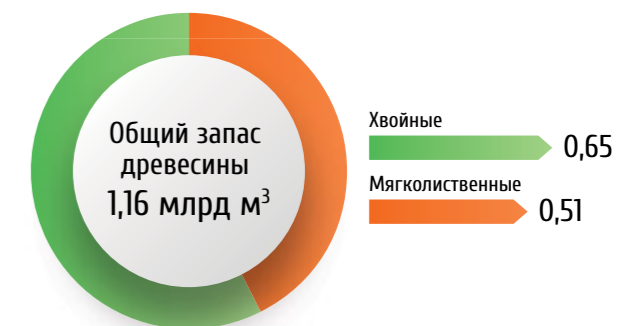 Общий запас
древесины
1,16 млрд м³
Хвойные
0,65
Мягколиственные
0,51